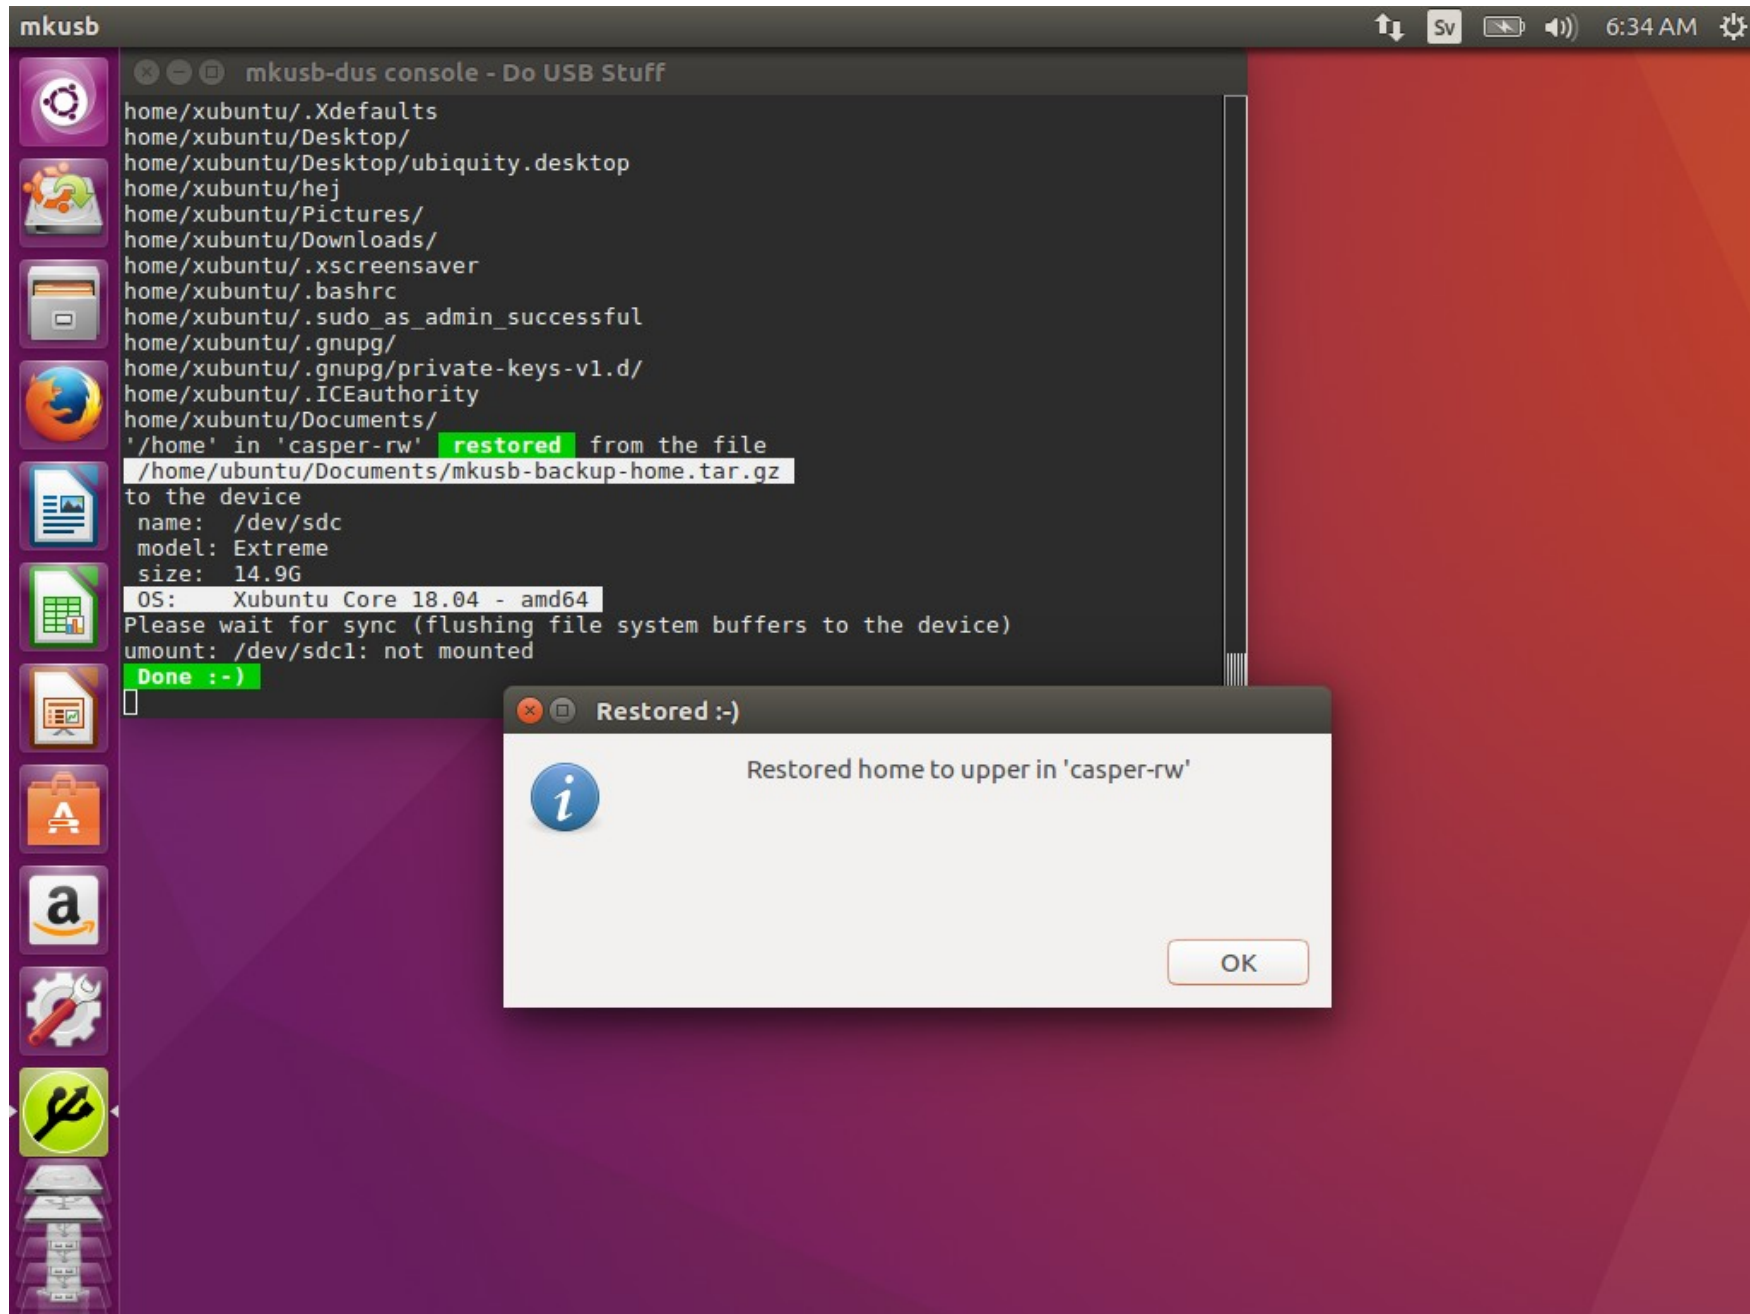 mkusb
Sv
6:34 AM
mkusb-dus console - Do USB Stuff
home/xubuntu/.Xdefaults
home/xubuntu/Desktop/
home/xubuntu/Desktop/ubiquity.desktop
home/xubuntu/hej
home/xubuntu/Pictures/
home/xubuntu/Downloads/
home/xubuntu/.xscreensaver
home/xubuntu/.bashrc
home/xubuntu/.sudo_as_admin_successful
home/xubuntu/.gnupg/
home/xubuntu/.gnupg/private-keys-v1.d/
home/xubuntu/.ICEauthority
home/xubuntu/Documents/
'/home' in 'casper-rw' restored from the file
/home/ubuntu/Documents/mkusb-backup-home.tar.gz
to the device
name: /dev/sdc
model: Extreme
size: 14.9G
OS: Xubuntu Core 18.04 - amd64
Please wait for sync (flushing file system buffers to the device)
umount: /dev/sdc1: not mounted
Done :-)
Restored :-)
Restored home to upper in 'casper-rw'
OK